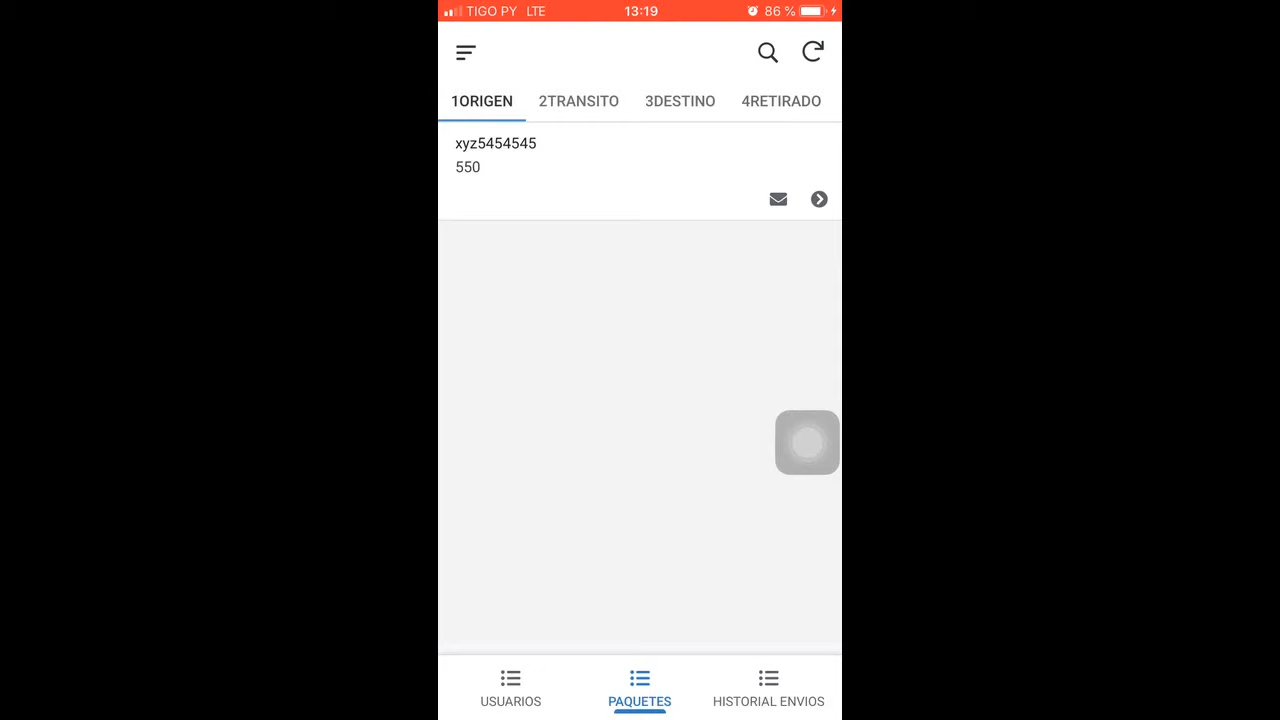 TIGO PY LTE 13:19 86 %
1ORIGEN 2TRANSITO 3DESTINO 4RETIRADO
xyz5454545
550
USUARIOS PAQUETES HISTORIAL ENVIOS